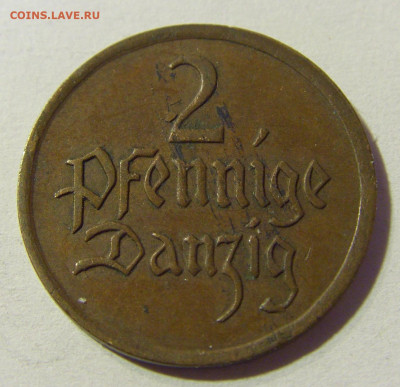 COINS.LAVE.RU
2
Pfennige
Danzig